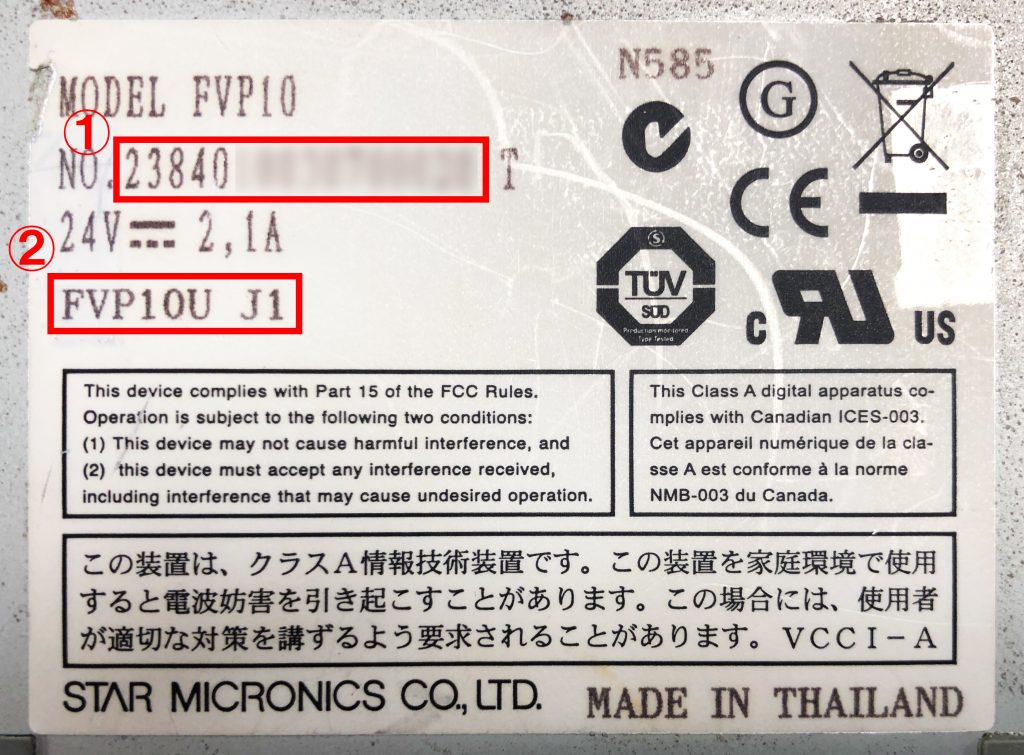 N585
MODEL FVP10
①
NO.23840 T
②
24V 2,1A
FVP10U J1
G
CE
S
TÜV
SÜD
Production monitored
Type Tested
C RU US
This device complies with Part 15 of the FCC Rules.
Operation is subject to the following two conditions:
(1) This device may not cause harmful interference, and
(2) this device must accept any interference received,
including interference that may cause undesired operation.
This Class A digital apparatus co-
mplies with Canadian ICES-003.
Cet appareil numérique de la cla-
sse A est conforme à la norme
NMB-003 du Canada.
この装置は、クラスA情報技術装置です。この装置を家庭環境で使用
すると電波妨害を引き起こすことがあります。この場合には、使用者
が適切な対策を講ずるよう要求されることがあります。VCCI-A
STAR MICRONICS CO.,LTD.
MADE IN THAILAND